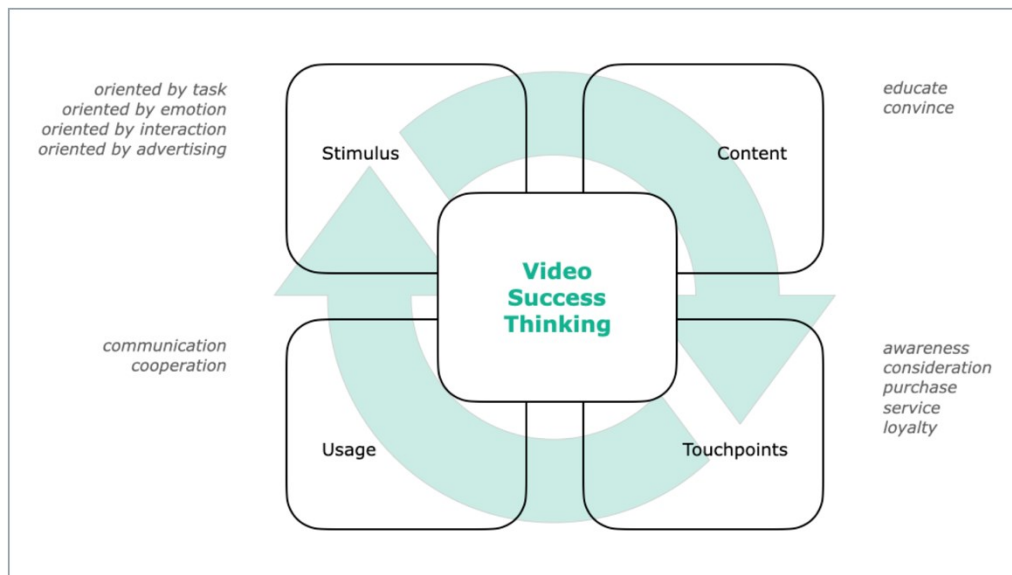 oriented by task
oriented by emotion
oriented by interaction
oriented by advertising
Stimulus
Content
educate
convince
Video
Success
Thinking
communication
cooperation
Usage
Touchpoints
awareness
consideration
purchase
service
loyalty